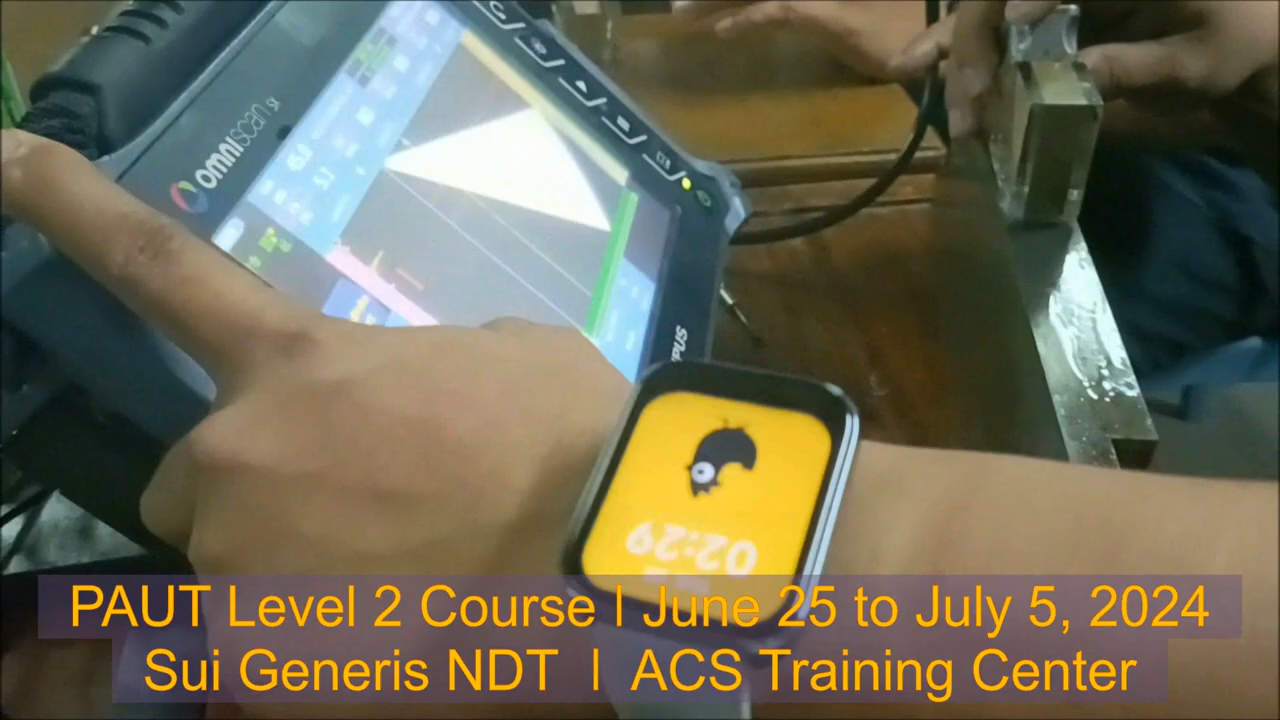 omniscan SX
02:29
PAUT Level 2 Course | June 25 to July 5, 2024
Sui Generis NDT | ACS Training Center